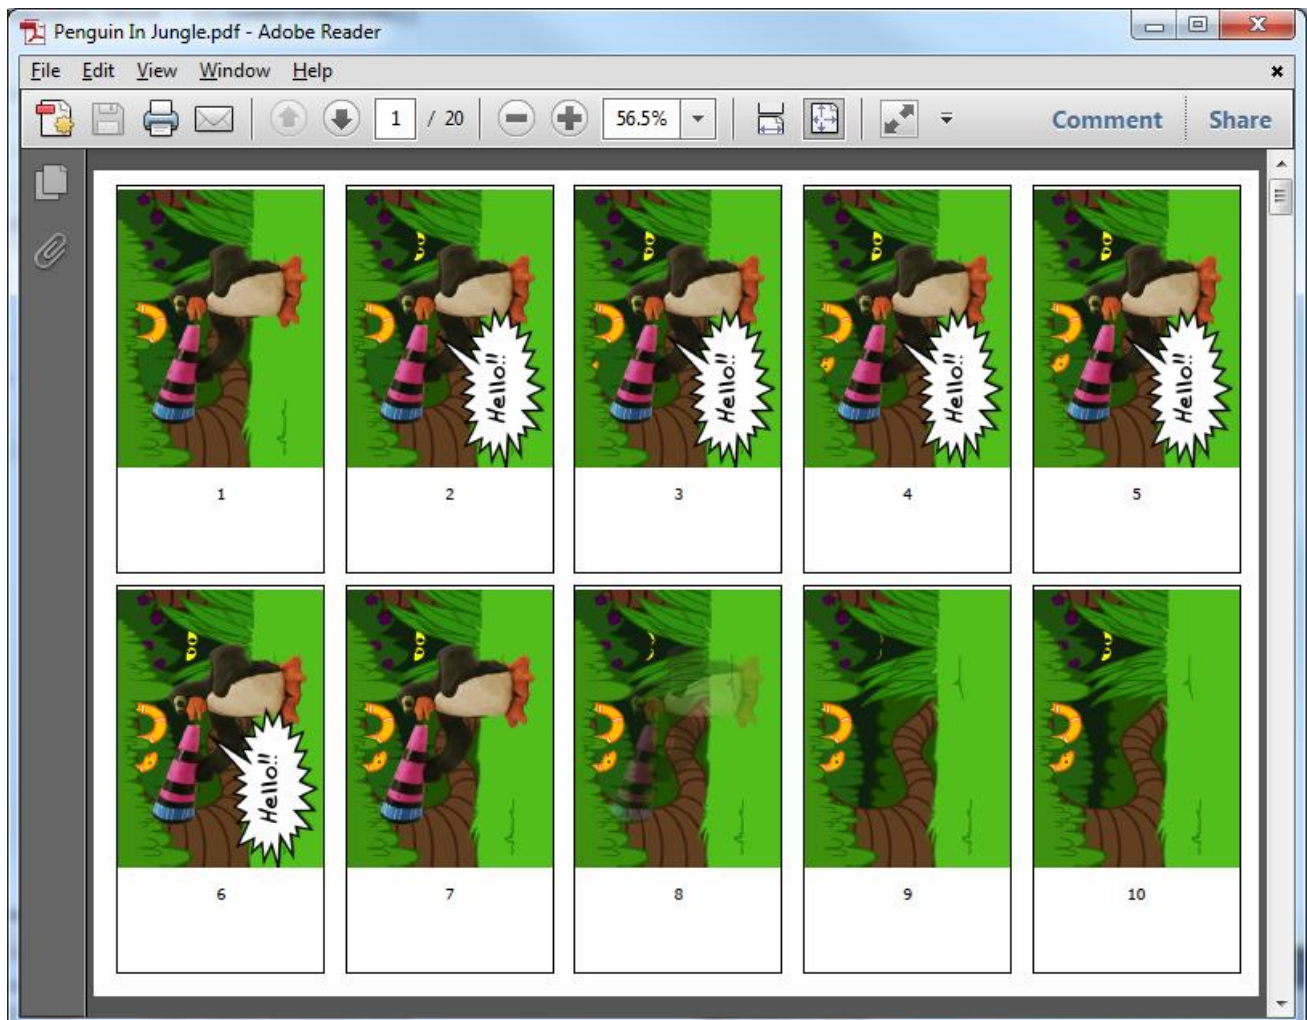 Penguin In Jungle.pdf - Adobe Reader
File Edit View Window Help
1 / 20 56.5% Comment Share
Hello!! Hello!! Hello!! Hello!!
1 2 3 4 5
Hello!!
6 7 8 9 10